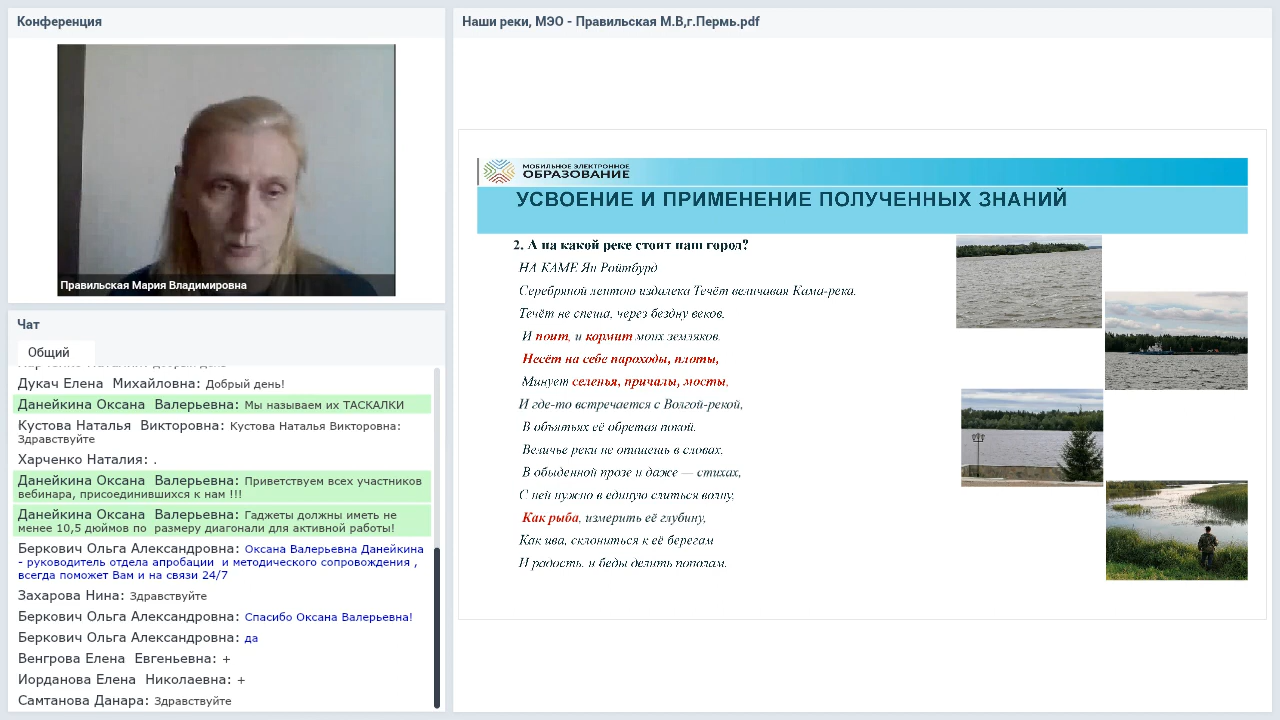 Конференция
Правильская Мария Владимировна
Чат
Общий
Дукач Елена  Михайловна: Добрый день!
Данейкина Оксана  Валерьевна: Мы называем их ТАСКАЛКИ
Кустова Наталья  Викторовна: Кустова Наталья Викторовна:
Здравствуйте
Харченко Наталия: .
Данейкина Оксана  Валерьевна: Приветствуем всех участников
вебинара, присоединившихся к нам !!!
Данейкина Оксана  Валерьевна: Гаджеты должны иметь не
менее 10,5 дюймов по  размеру диагонали для активной работы!
Беркович Ольга Александровна: Оксана Валерьевна Данейкина
- руководитель отдела апробации  и методического сопровождения ,
всегда поможет Вам и на связи 24/7
Захарова Нина: Здравствуйте
Беркович Ольга Александровна: Спасибо Оксана Валерьевна!
Беркович Ольга Александровна: да
Венгрова Елена  Евгеньевна: +
Иорданова Елена  Николаевна: +
Самтанова Данара: Здравствуйте
Наши реки, МЭО - Правильская М.В,г.Пермь.pdf
МОБИЛЬНОЕ ЭЛЕКТРОННОЕ
ОБРАЗОВАНИЕ
УСВОЕНИЕ И ПРИМЕНЕНИЕ ПОЛУЧЕННЫХ ЗНАНИЙ
2. А на какой реке стоит наш город?
НА КАМЕ Ян Ройтбурд
Серебряной лентою издалека Течёт величавая Кама-река.
Течёт не спеша, через бездну веков,
И поит, и кормит моих земляков.
Несёт на себе пароходы, плоты,
Минует селенья, причалы, мосты,
И где-то встречается с Волгой-рекой,
В объятьях её обретая покой.
Величье реки не опишешь в словах,
В обыденной прозе и даже — стихах,
С ней нужно в единую слиться волну,
Как рыба, измерить её глубину,
Как ива, склониться к её берегам
И радость, и беды делить пополам.